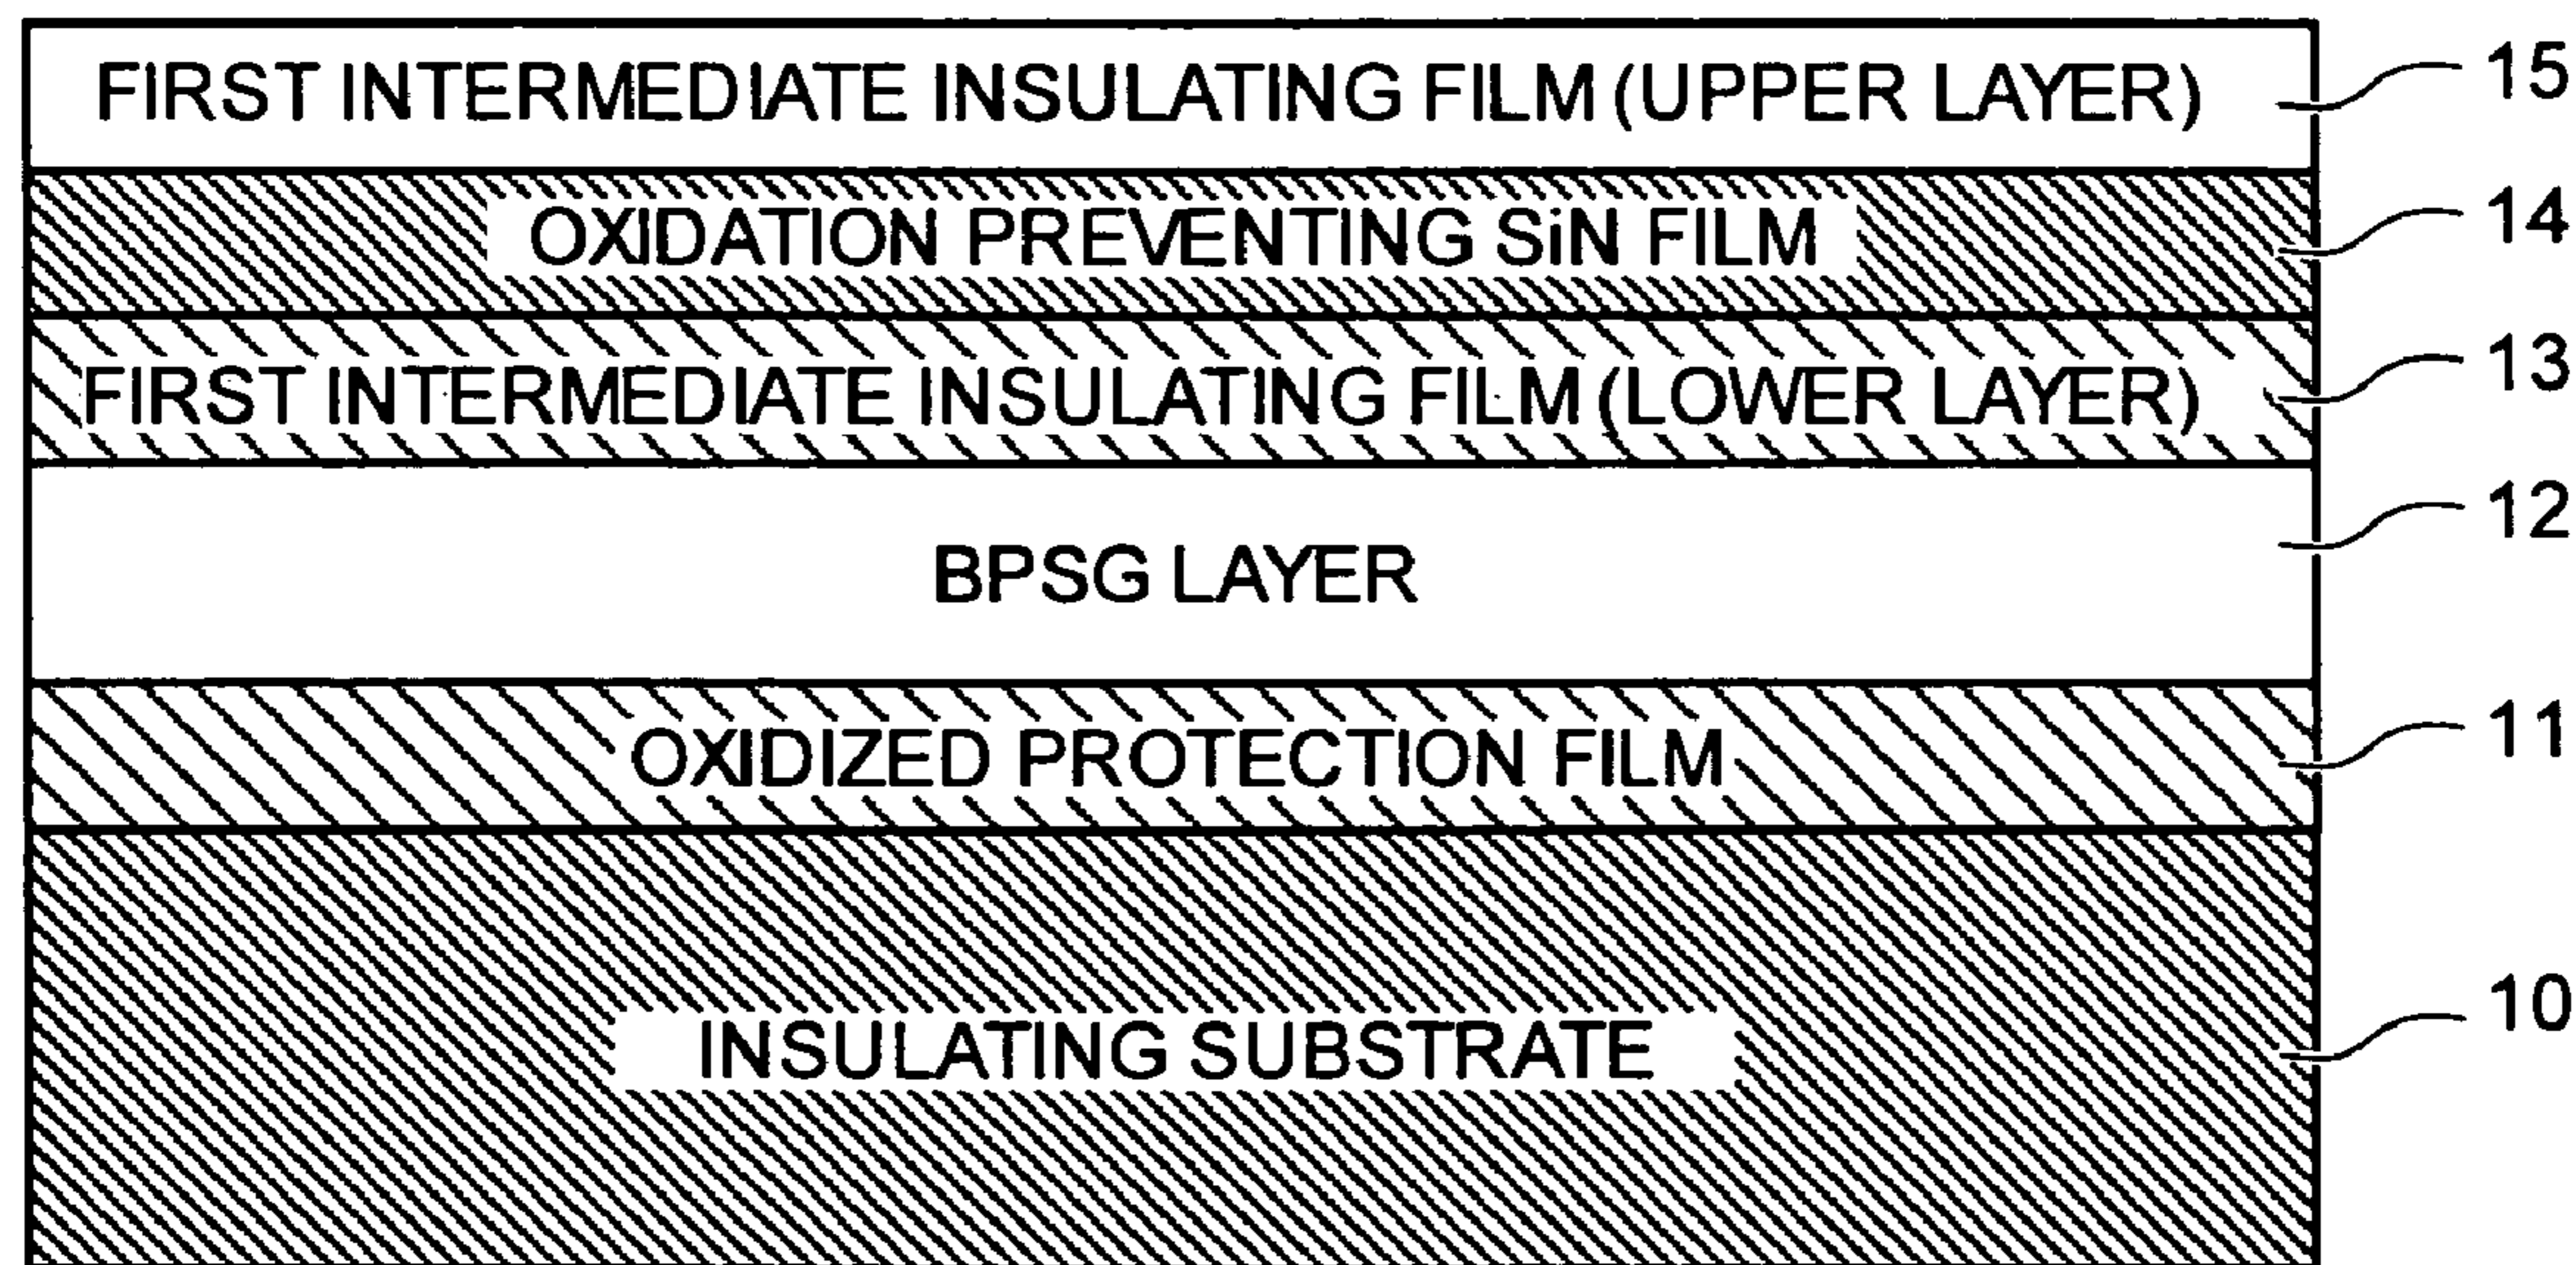 FIRST INTERMEDIATE INSULATING FILM (UPPER LAYER) 15
OXIDATION PREVENTING SiN FILM 14
FIRST INTERMEDIATE INSULATING FILM (LOWER LAYER) 13
BPSG LAYER 12
OXIDIZED PROTECTION FILM 11
INSULATING SUBSTRATE 10